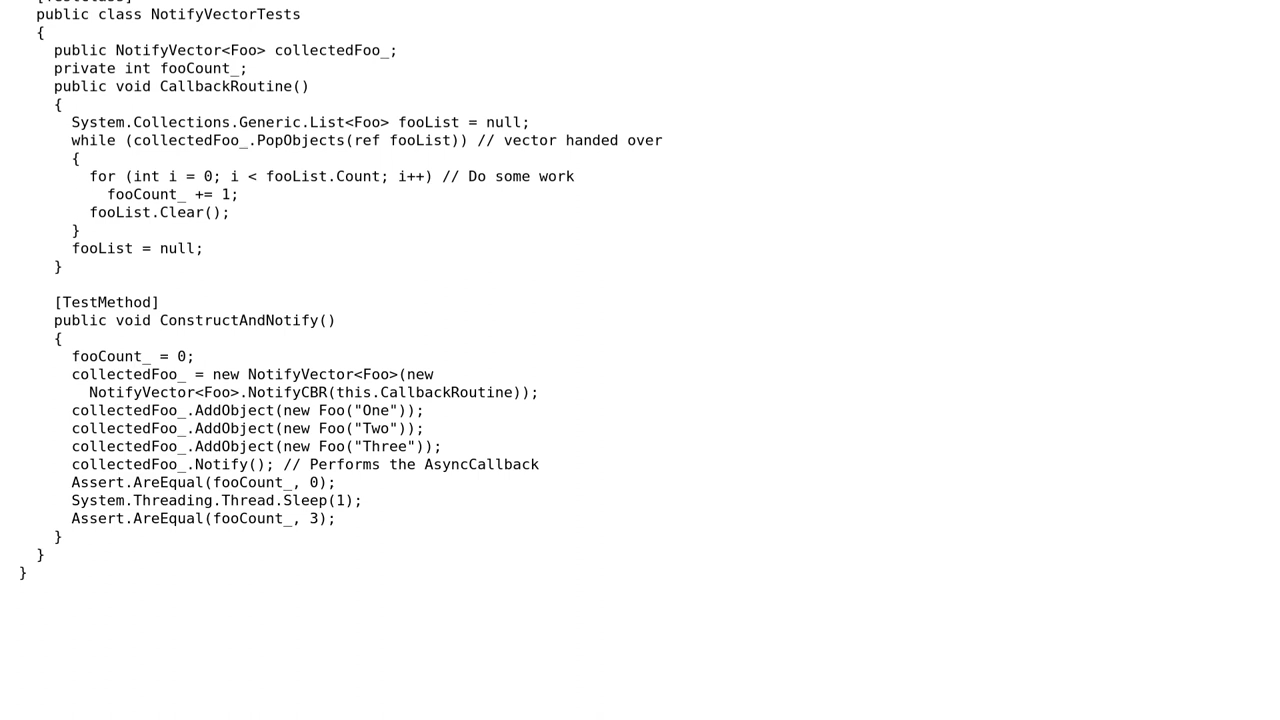 public class NotifyVectorTests
{
public NotifyVector<Foo> collectedFoo_;
private int fooCount_;
public void CallbackRoutine()
{
System.Collections.Generic.List<Foo> fooList = null;
while (collectedFoo_.PopObjects(ref fooList)) // vector handed over
{
for (int i = 0; i < fooList.Count; i++) // Do some work
fooCount_ += 1;
fooList.Clear();
}
fooList = null;
}
[TestMethod]
public void ConstructAndNotify()
{
fooCount_ = 0;
collectedFoo_ = new NotifyVector<Foo>(new
NotifyVector<Foo>.NotifyCBR(this.CallbackRoutine));
collectedFoo_.AddObject(new Foo("One"));
collectedFoo_.AddObject(new Foo("Two"));
collectedFoo_.AddObject(new Foo("Three"));
collectedFoo_.Notify(); // Performs the AsyncCallback
Assert.AreEqual(fooCount_, 0);
System.Threading.Thread.Sleep(1);
Assert.AreEqual(fooCount_, 3);
}
}
}